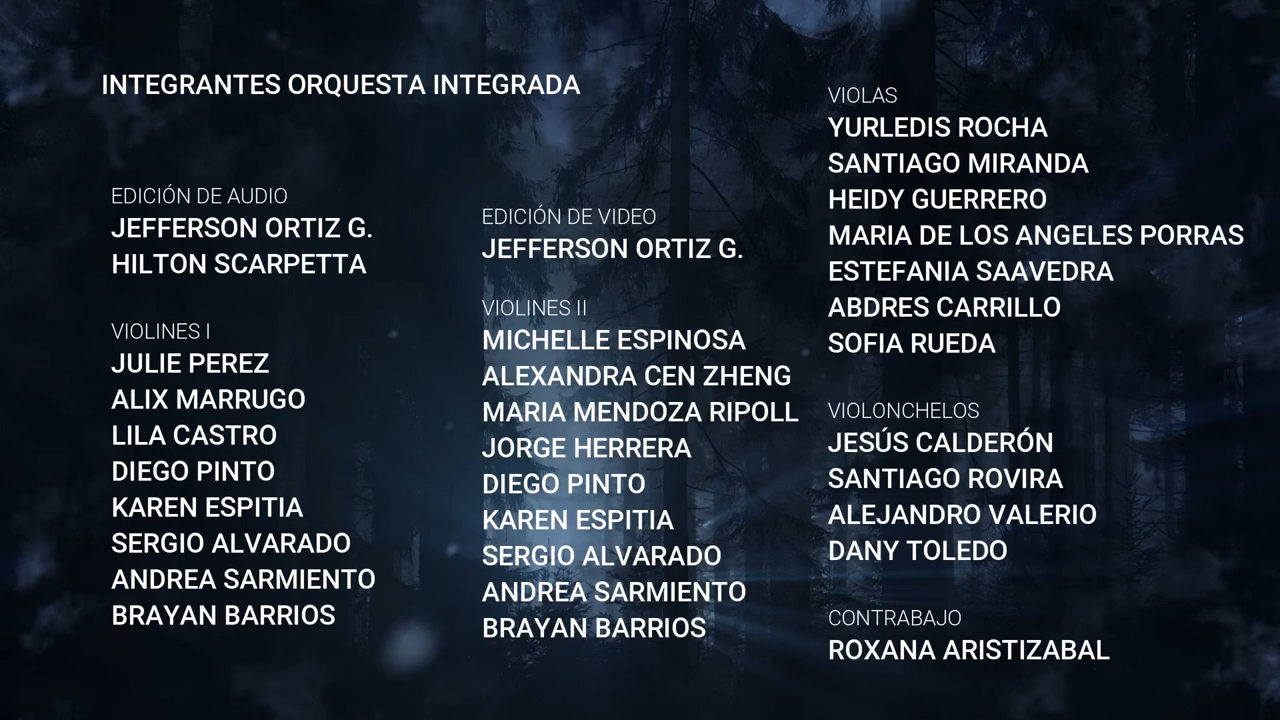 INTEGRANTES ORQUESTA INTEGRADA
EDICIÓN DE AUDIO
JEFFERSON ORTIZ G.
HILTON SCARPETTA
VIOLINES I
JULIE PEREZ
ALIX MARRUGO
LILA CASTRO
DIEGO PINTO
KAREN ESPITIA
SERGIO ALVARADO
ANDREA SARMIENTO
BRAYAN BARRIOS
EDICIÓN DE VIDEO
JEFFERSON ORTIZ G.
VIOLINES II
MICHELLE ESPINOSA
ALEXANDRA CEN ZHENG
MARIA MENDOZA RIPOLL
JORGE HERRERA
DIEGO PINTO
KAREN ESPITIA
SERGIO ALVARADO
ANDREA SARMIENTO
BRAYAN BARRIOS
VIOLAS
YURLEDIS ROCHA
SANTIAGO MIRANDA
HEIDY GUERRERO
MARIA DE LOS ANGELES PORRAS
ESTEFANIA SAAVEDRA
ABDRES CARRILLO
SOFIA RUEDA
VIOLONCHELOS
JESÚS CALDERÓN
SANTIAGO ROVIRA
ALEJANDRO VALERIO
DANY TOLEDO
CONTRABAJO
ROXANA ARISTIZABAL